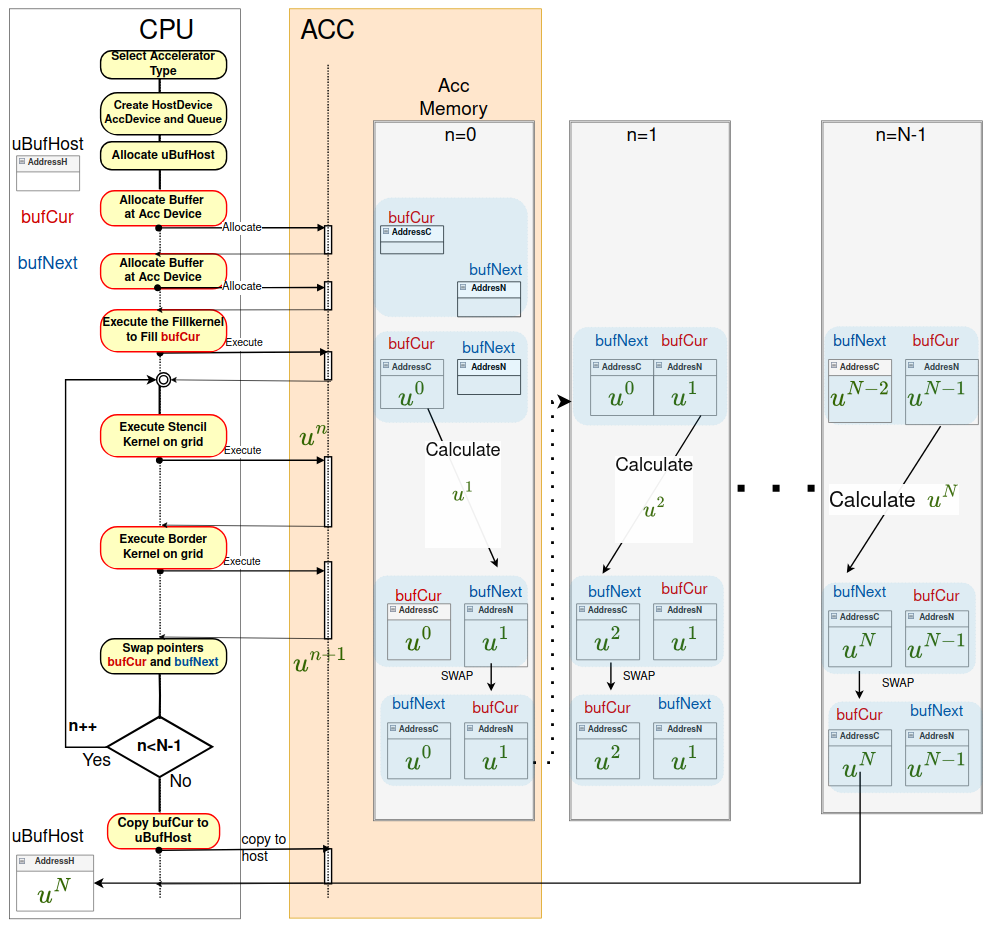 CPU
Select Accelerator
Type
Create HostDevice
AccDevice and Queue
uBufHost
AddressH
Allocate uBufHost
bufCur
Allocate Buffer
at Acc Device
Allocate
bufNext
Allocate Buffer
at Acc Device
Allocate
Execute the Fillkernel
to Fill bufCur
Execute
Execute Stencil
Kernel on grid
Execute
Execute Border
Kernel on grid
Execute
Swap pointers
bufCur and bufNext
n++
n<N-1
Yes
No
Copy bufCur to
uBufHost
copy to
host
uBufHost
AddressH
u^N
ACC
u^n
u^{n+1}
Acc
Memory
n=0
bufCur
AddressC
bufNext
AddresN
bufCur
bufNext
AddressC
AddresN
u^0
Calculate
u^1
bufCur
bufNext
AddressC
AddresN
u^0
u^1
SWAP
bufNext
bufCur
AddressC
AddresN
u^0
u^1
n=1
bufNext
bufCur
AddressC
AddresN
u^0
u^1
Calculate
u^2
bufNext
bufCur
AddressC
AddresN
u^2
u^1
SWAP
bufCur
bufNext
AddressC
AddresN
u^2
u^1
n=N-1
bufNext
bufCur
AddressC
AddresN
u^{N-2}
u^{N-1}
Calculate u^N
bufNext
bufCur
AddressC
AddresN
u^N
u^{N-1}
SWAP
bufCur
bufNext
AddressC
AddresN
u^N
u^{N-1}